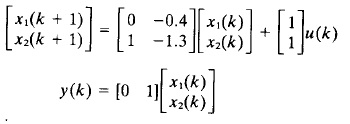 [x₁(k + 1)
x₂(k + 1)] = [0 -0.4
1 -1.3][x₁(k)
x₂(k)] + [1
1]u(k)
y(k) = [0 1][x₁(k)
x₂(k)]